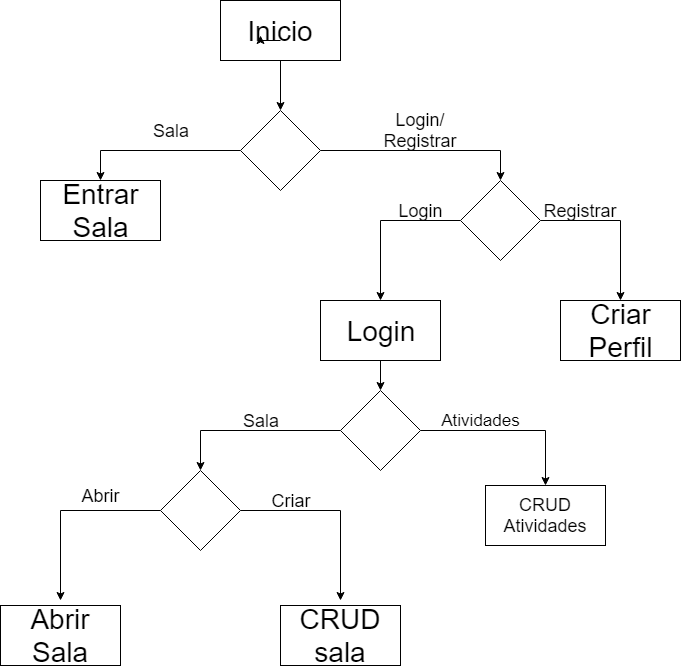 Inicio
Login/
Registrar
Sala
Entrar
Sala
Login
Registrar
Login
Criar
Perfil
Sala
Atividades
Abrir
Criar
CRUD
Atividades
Abrir
Sala
CRUD
sala